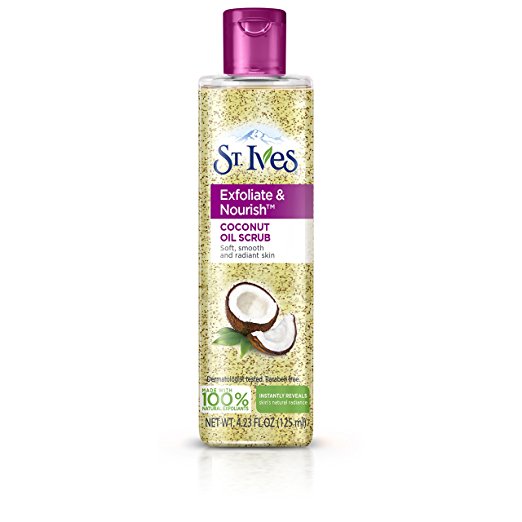 ST. IVES
Exfoliate &
Nourish™
COCONUT
OIL SCRUB
Soft, smooth
and radiant skin
Dermatologist tested. Paraben free.
MADE WITH
100%
NATURAL EXFOLIANTS
INSTANTLY REVEALS
skin's natural radiance
NET WT. 4.23 FL OZ (125 ml)